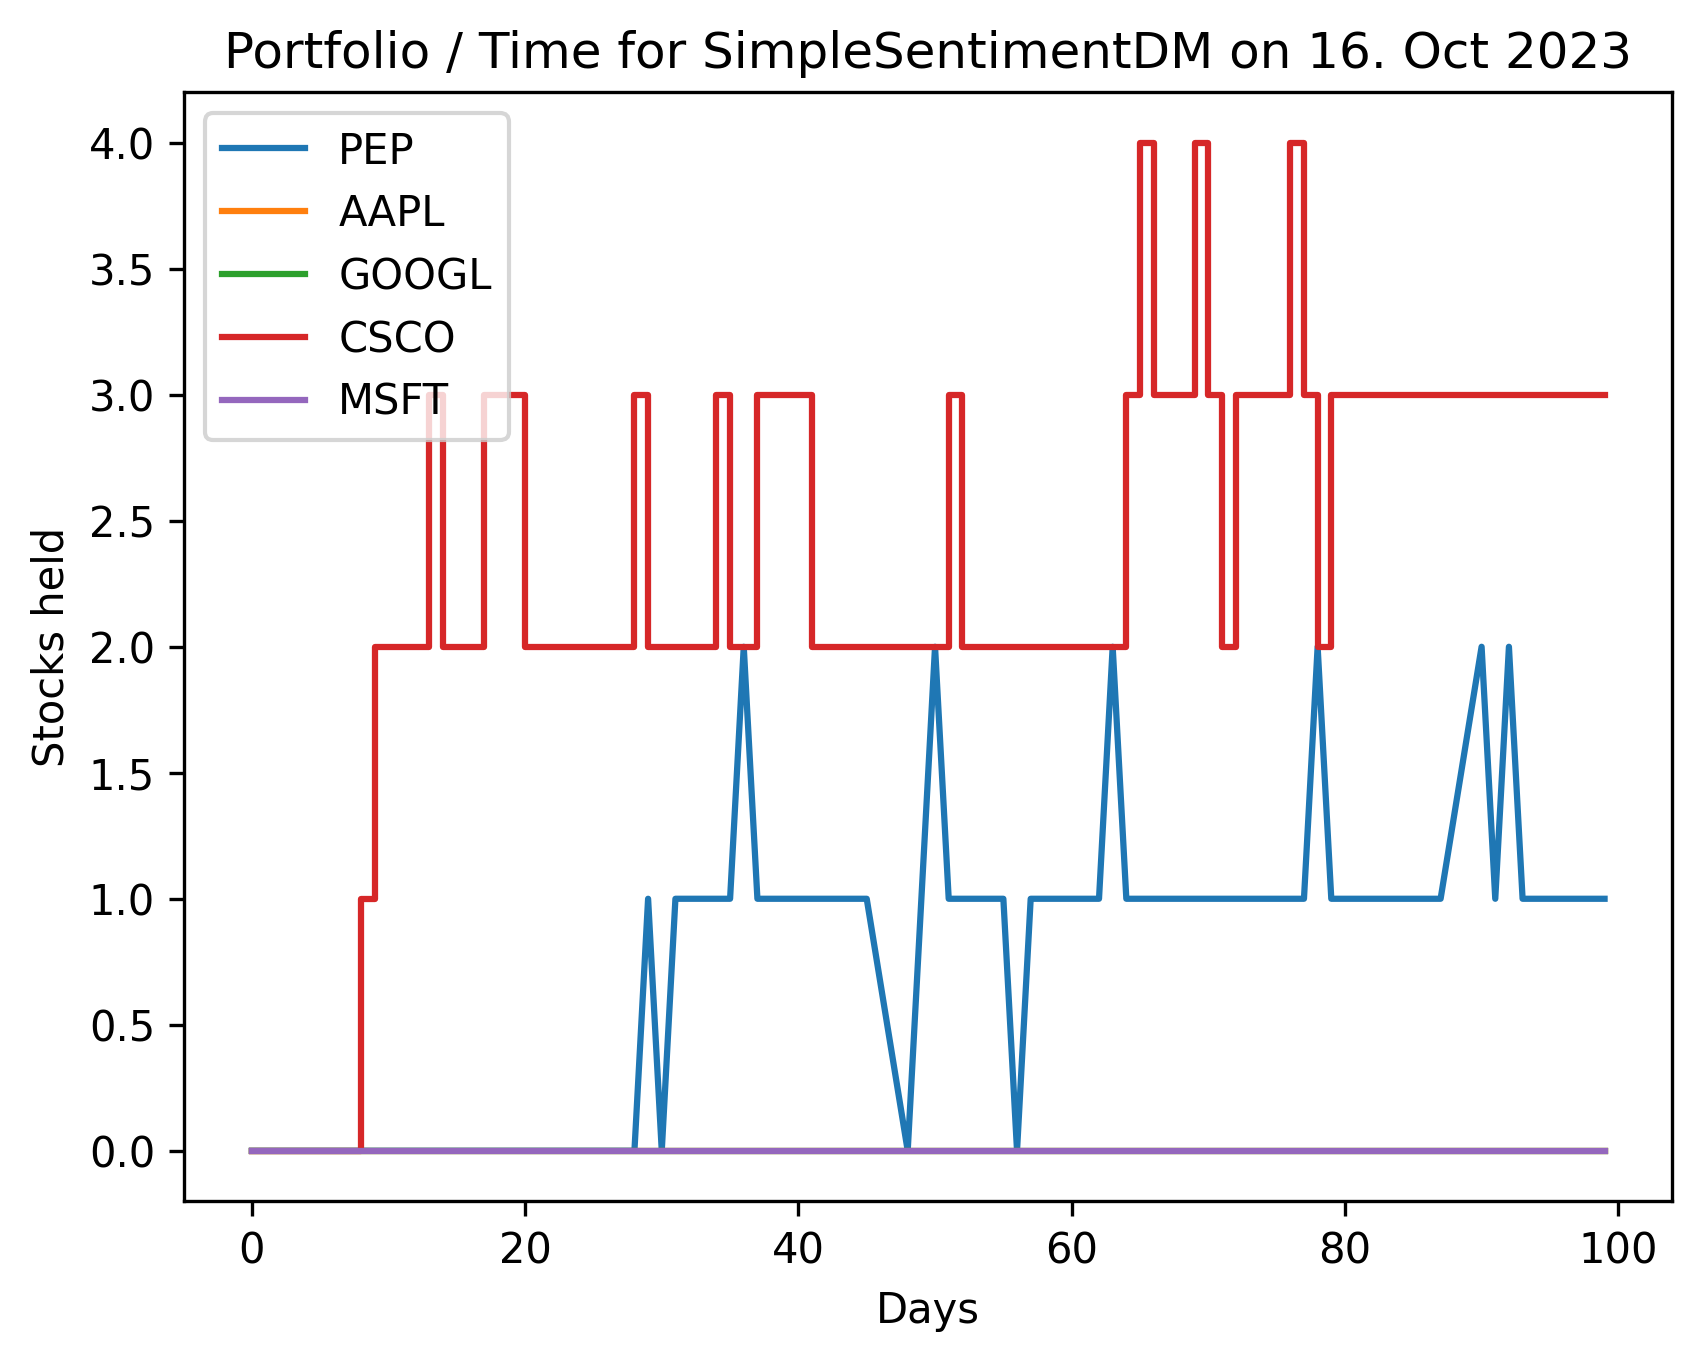 Portfolio / Time for SimpleSentimentDM on 16. Oct 2023
PEP
AAPL
GOOGL
CSCO
MSFT
4.0
3.5
3.0
2.5
2.0
1.5
1.0
0.5
0.0
Stocks held
0 20 40 60 80 100
Days